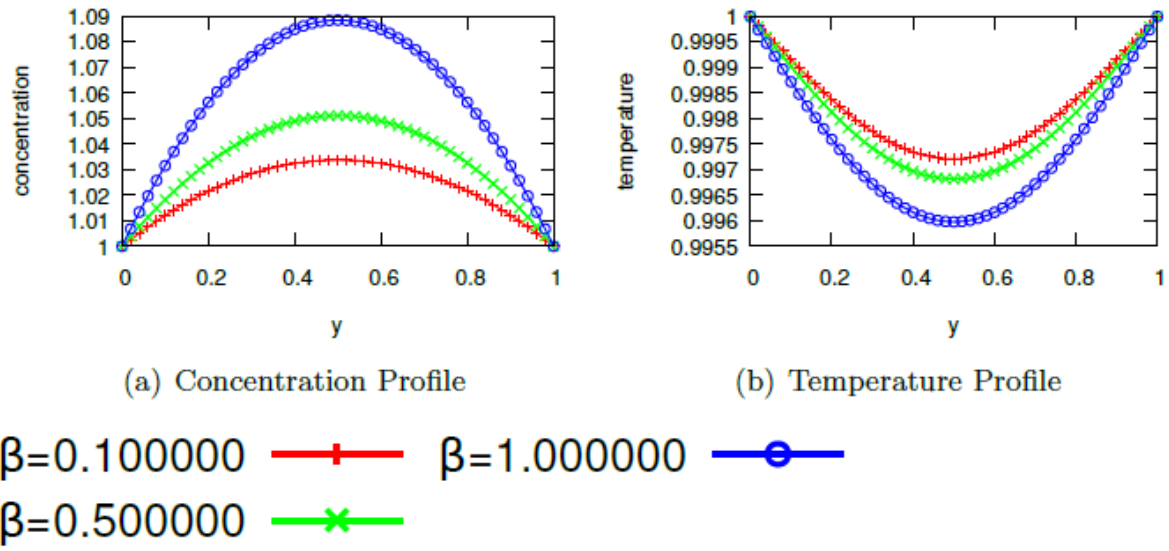 1.09
1.08
1.07
1.06
1.05
1.04
1.03
1.02
1.01
1
concentration
0 0.2 0.4 0.6 0.8 1
y
(a) Concentration Profile
1
0.9995
0.999
0.9985
0.998
0.9975
0.997
0.9965
0.996
0.9955
temperature
0 0.2 0.4 0.6 0.8 1
y
(b) Temperature Profile
β=0.100000
β=1.000000
β=0.500000